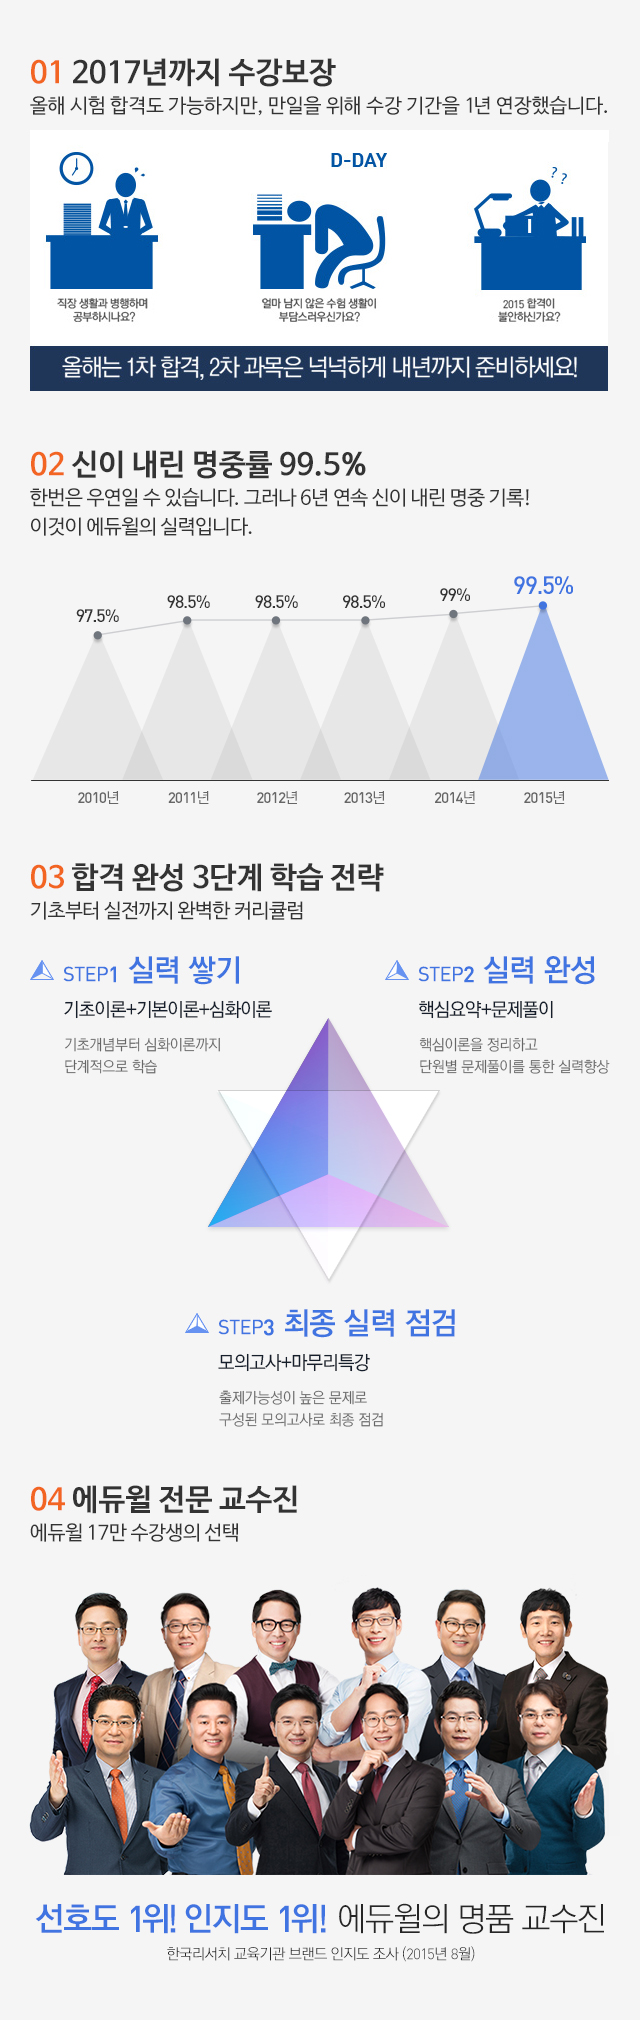 01 2017년까지 수강보장
올해 시험 합격도 가능하지만, 만일을 위해 수강 기간을 1년 연장했습니다.
D-DAY
? ?
직장 생활과 병행하며
공부하시나요?
얼마 남지 않은 수험 생활이
부담스러우신가요?
2015 합격이
불안하신가요?
올해는 1차 합격, 2차 과목은 넉넉하게 내년까지 준비하세요!
02 신이 내린 명중률 99.5%
한번은 우연일 수 있습니다. 그러나 6년 연속 신이 내린 명중 기록!
이것이 에듀윌의 실력입니다.
97.5% 98.5% 98.5% 98.5% 99% 99.5%
2010년 2011년 2012년 2013년 2014년 2015년
03 합격 완성 3단계 학습 전략
기초부터 실전까지 완벽한 커리큘럼
STEP1 실력 쌓기
기초이론+기본이론+심화이론
기초개념부터 심화이론까지
단계적으로 학습
STEP2 실력 완성
핵심요약+문제풀이
핵심이론을 정리하고
단원별 문제풀이를 통한 실력향상
STEP3 최종 실력 점검
모의고사+마무리특강
출제가능성이 높은 문제로
구성된 모의고사로 최종 점검
04 에듀윌 전문 교수진
에듀윌 17만 수강생의 선택
선호도 1위! 인지도 1위! 에듀윌의 명품 교수진
한국리서치 교육기관 브랜드 인지도 조사 (2015년 8월)